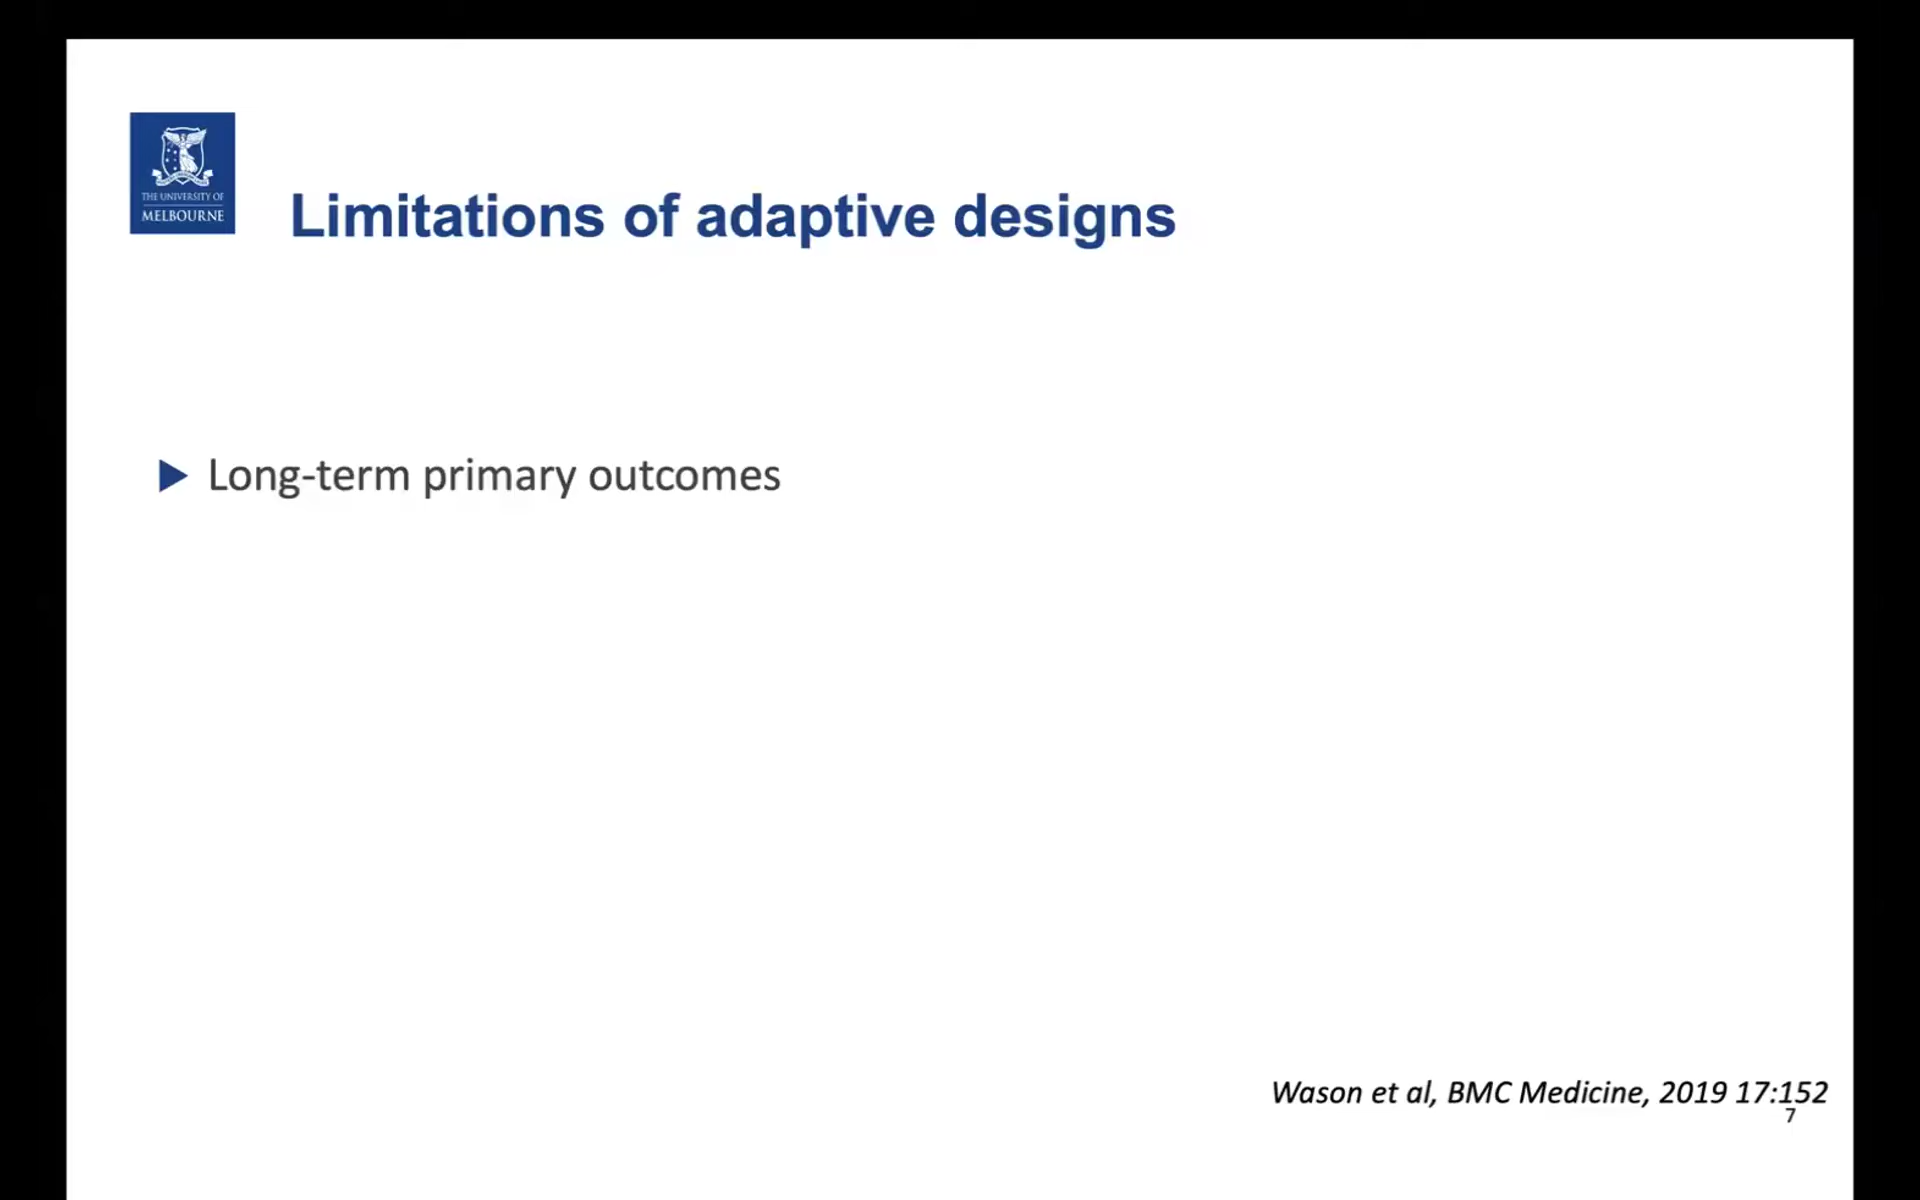 THE UNIVERSITY OF
MELBOURNE
Limitations of adaptive designs
Long-term primary outcomes
Wason et al, BMC Medicine, 2019 17:152
7